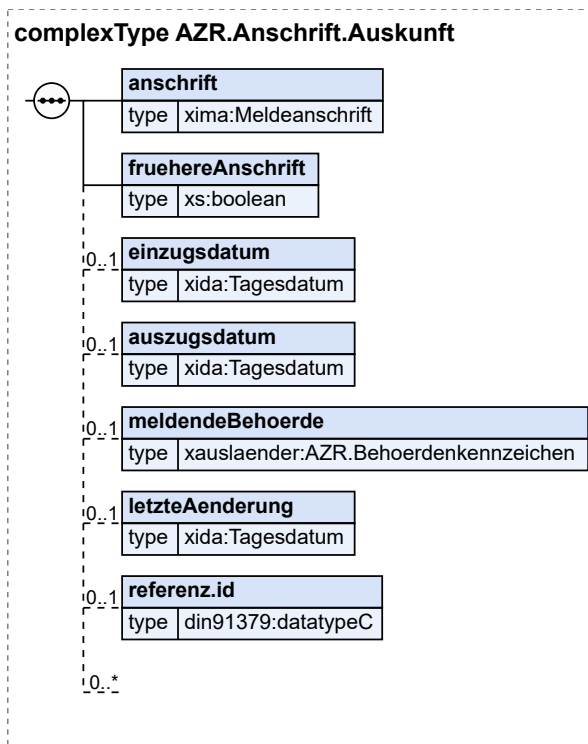 complexType AZR.Anschrift.Auskunft
anschrift
type xima:Meldeanschrift
fruehereAnschrift
type xs:boolean
0..1 einzugsdatum
type xida:Tagesdatum
0..1 auszugsdatum
type xida:Tagesdatum
0..1 meldendeBehoerde
type xauslaender:AZR.Behoerdenkennzeichen
0..1 letzteAenderung
type xida:Tagesdatum
0..1 referenz.id
type din91379:datatypeC
0..*